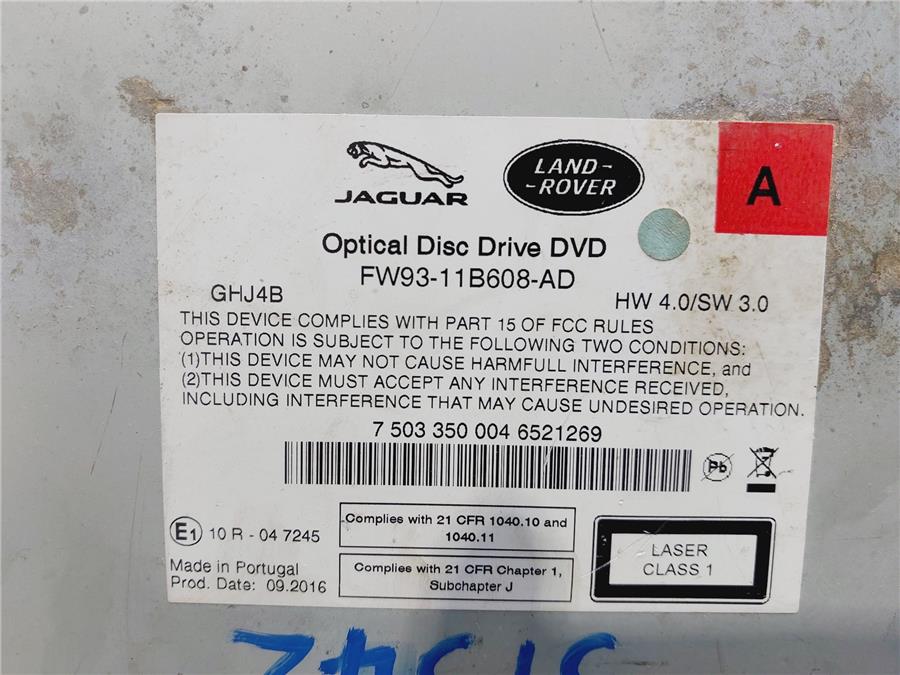 JAGUAR
LAND-
-ROVER
A
Optical Disc Drive DVD
FW93-11B608-AD
GHJ4B
HW 4.0/SW 3.0
THIS DEVICE COMPLIES WITH PART 15 OF FCC RULES
OPERATION IS SUBJECT TO THE FOLLOWING TWO CONDITIONS:
(1)THIS DEVICE MAY NOT CAUSE HARMFULL INTERFERENCE, and
(2)THIS DEVICE MUST ACCEPT ANY INTERFERENCE RECEIVED,
INCLUDING INTERFERENCE THAT MAY CAUSE UNDESIRED OPERATION.
7 503 350 004 6521269
Pb
E1 10 R - 04 7245
Made in Portugal
Prod. Date: 09.2016
Complies with 21 CFR 1040.10 and
1040.11
Complies with 21 CFR Chapter 1,
Subchapter J
LASER
CLASS 1